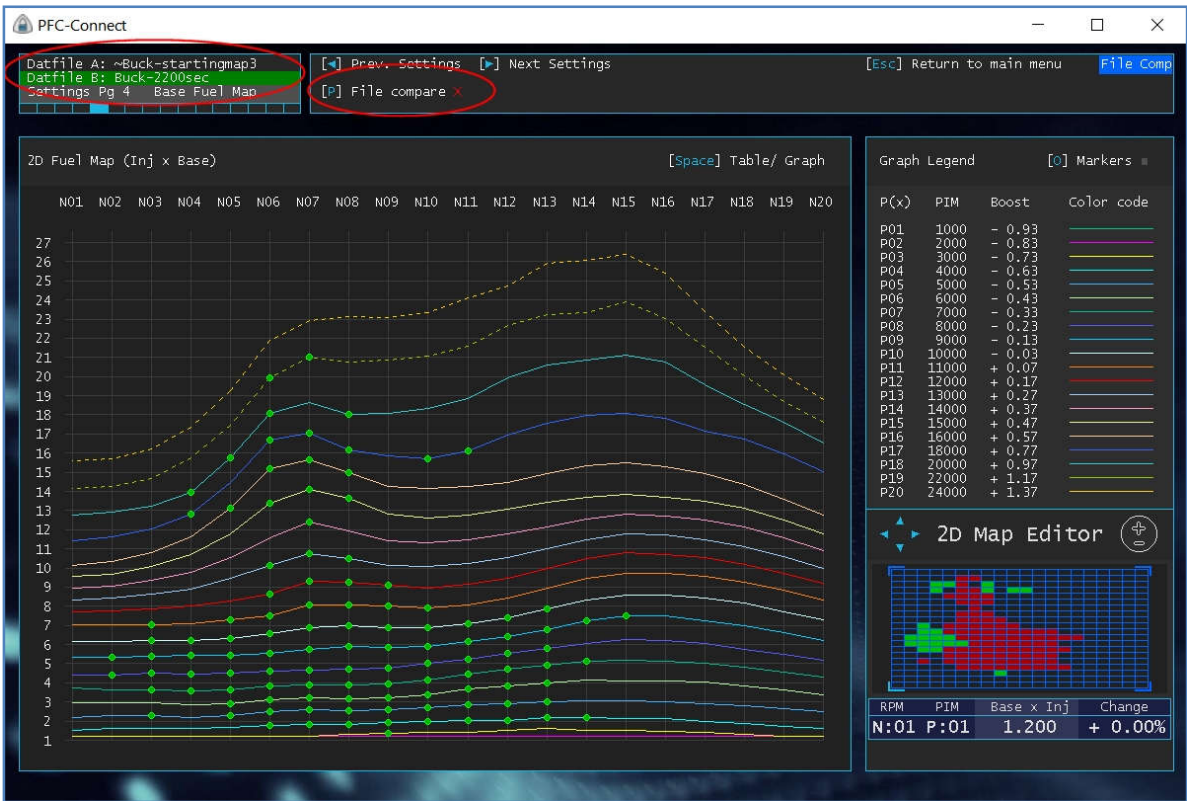 PFC-Connect
Datfile A: ~Buck-startingmap3
Datfile B: Buck-2200sec
Settings Pg 4 Base Fuel Map
[◄] Prev. Settings [►] Next Settings
[Esc] Return to main menu
File Comp
[P] File compare x
2D Fuel Map (Inj x Base)
[Space] Table/ Graph
N01 N02 N03 N04 N05 N06 N07 N08 N09 N10 N11 N12 N13 N14 N15 N16 N17 N18 N19 N20
27
26
25
24
23
22
21
20
19
18
17
16
15
14
13
12
11
10
9
8
7
6
5
4
3
2
1
Graph Legend [O] Markers
P(x) PIM Boost Color code
P01 1000 - 0.93
P02 2000 - 0.83
P03 3000 - 0.73
P04 4000 - 0.63
P05 5000 - 0.53
P06 6000 - 0.43
P07 7000 - 0.33
P08 8000 - 0.23
P09 9000 - 0.13
P10 10000 - 0.03
P11 11000 + 0.07
P12 12000 + 0.17
P13 13000 + 0.27
P14 14000 + 0.37
P15 15000 + 0.47
P16 16000 + 0.57
P17 18000 + 0.77
P18 20000 + 0.97
P19 22000 + 1.17
P20 24000 + 1.37
2D Map Editor
RPM PIM Base x Inj Change
N:01 P:01 1.200 + 0.00%